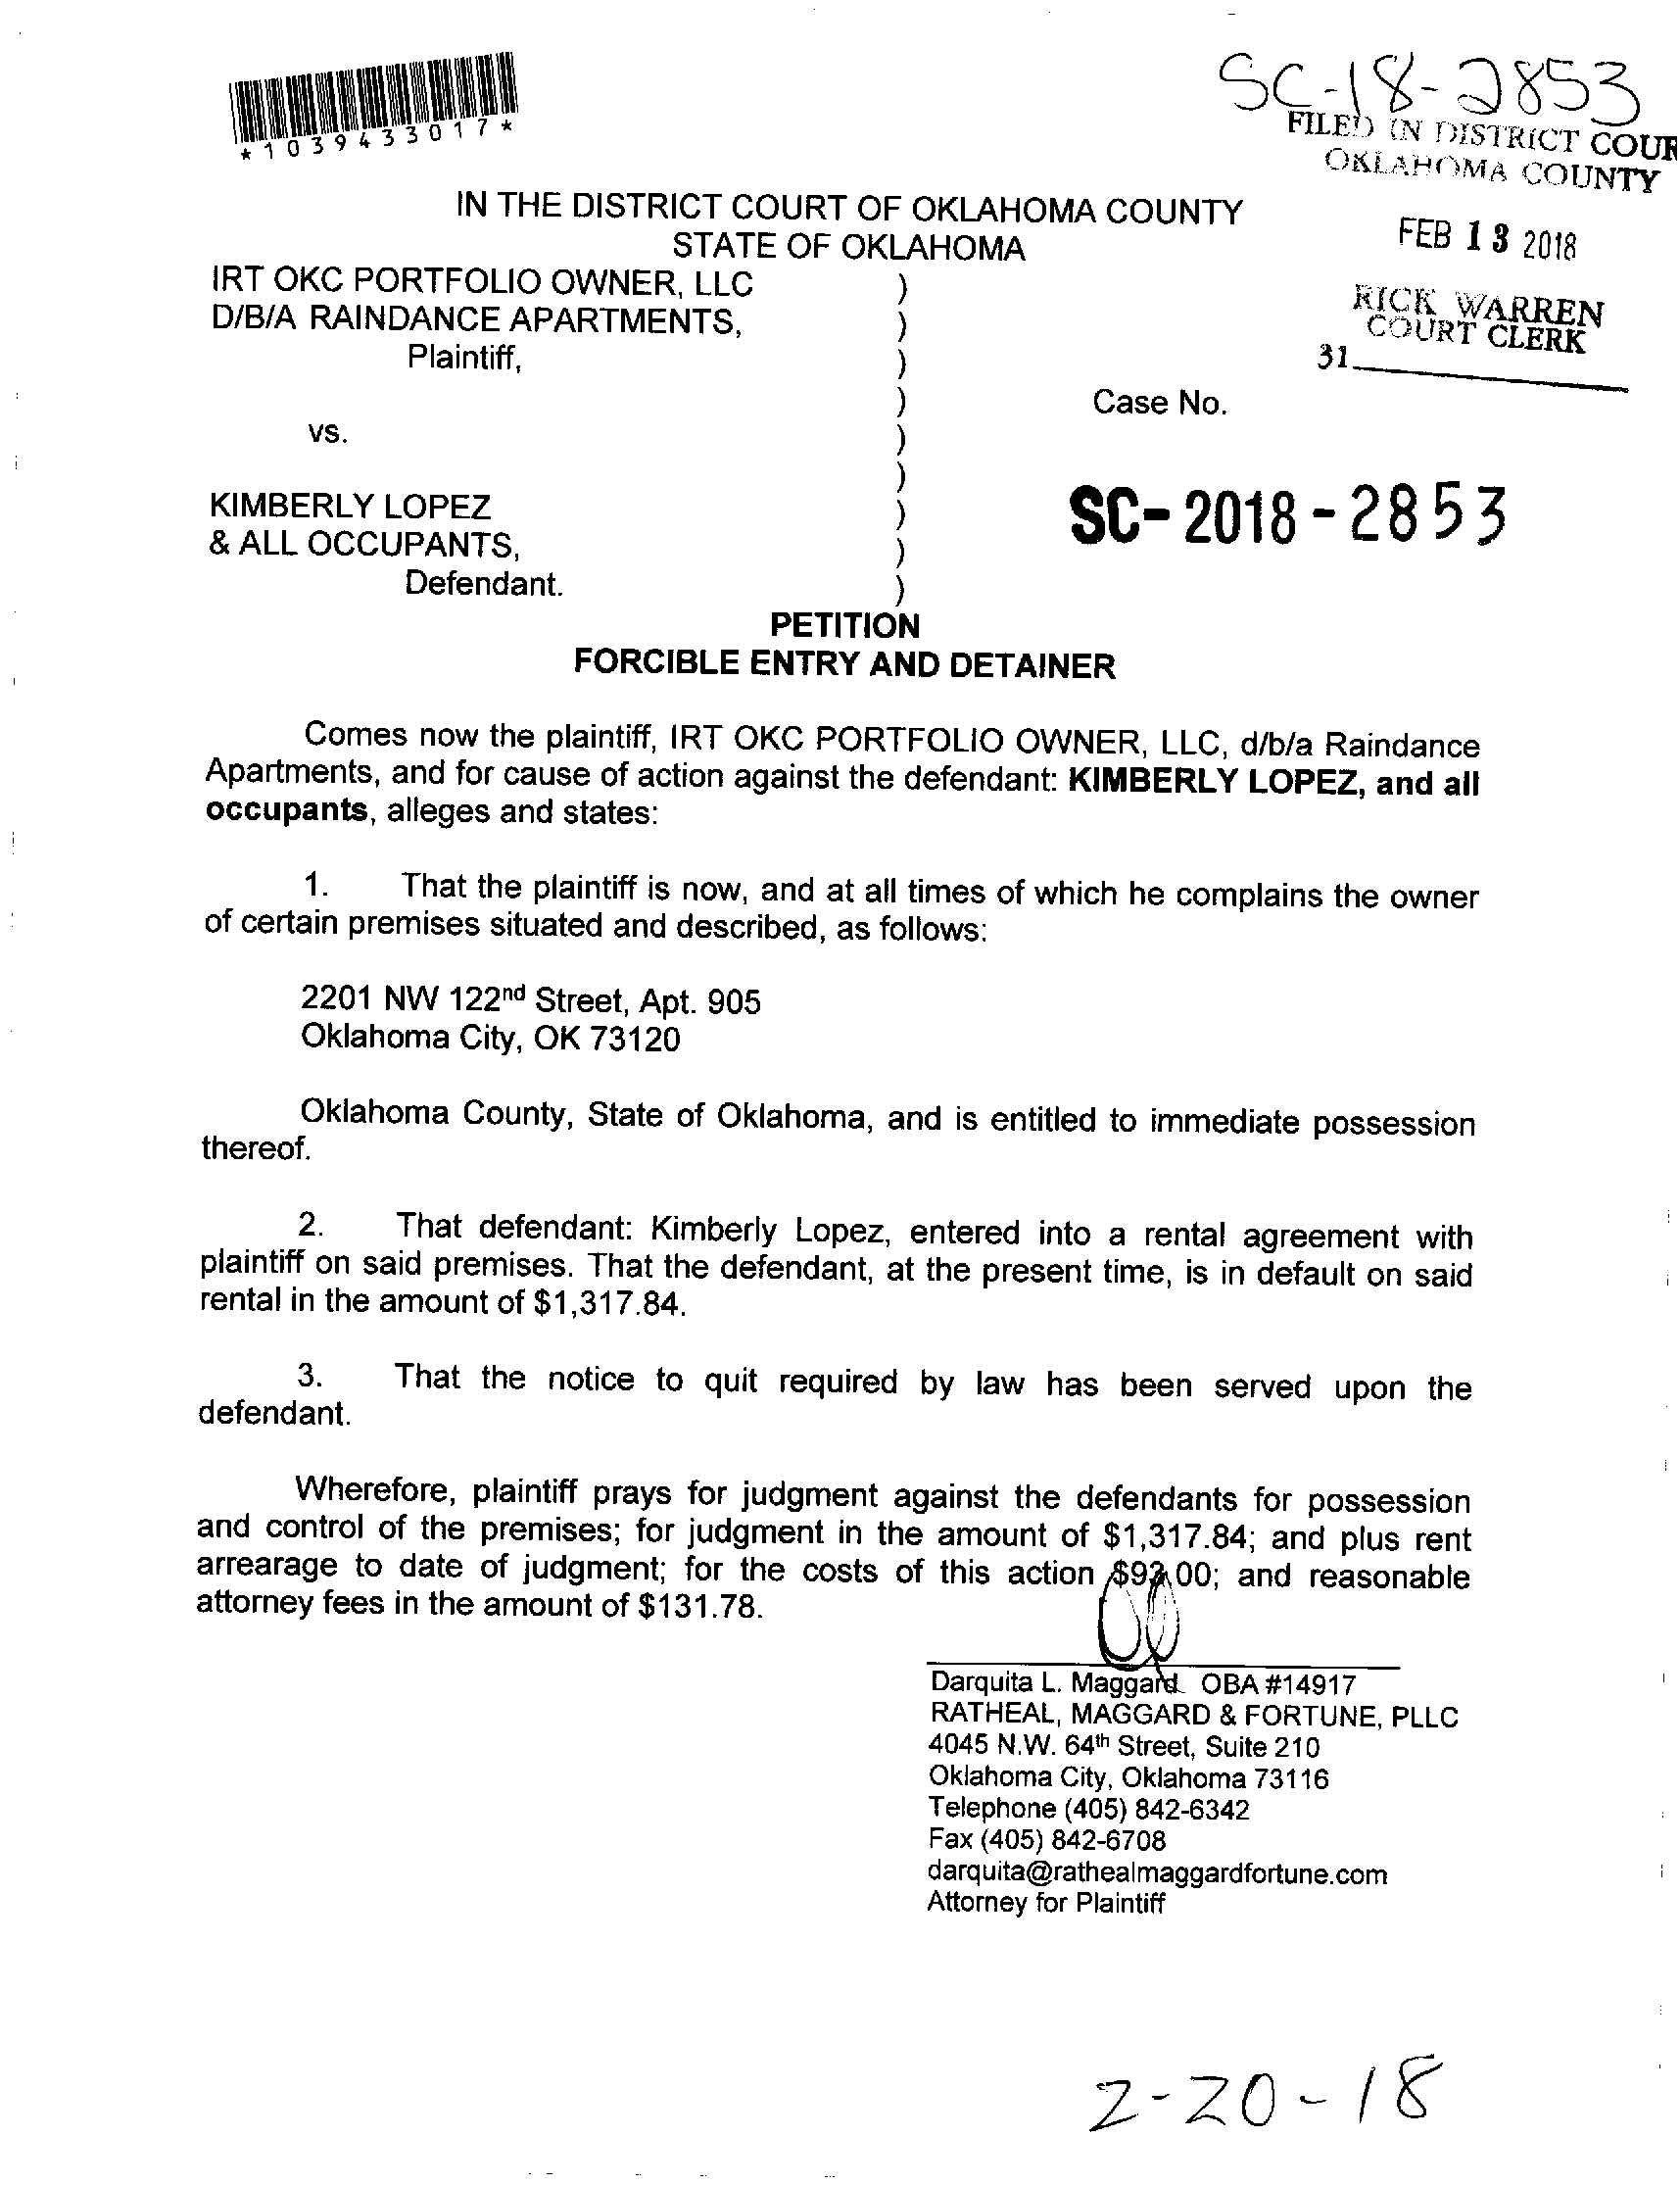 SC-18-2853
*1039433017*
FILED IN DISTRICT COUR
OKLAHOMA COUNTY
IN THE DISTRICT COURT OF OKLAHOMA COUNTY
STATE OF OKLAHOMA
FEB 13 2018
RICK WARREN
COURT CLERK
31
IRT OKC PORTFOLIO OWNER, LLC )
D/B/A RAINDANCE APARTMENTS, )
Plaintiff, )
) Case No.
vs. )
)
KIMBERLY LOPEZ ) SC-2018-2853
& ALL OCCUPANTS, )
Defendant. )
PETITION
FORCIBLE ENTRY AND DETAINER
Comes now the plaintiff, IRT OKC PORTFOLIO OWNER, LLC, d/b/a Raindance
Apartments, and for cause of action against the defendant: KIMBERLY LOPEZ, and all
occupants, alleges and states:
1. That the plaintiff is now, and at all times of which he complains the owner
of certain premises situated and described, as follows:
2201 NW 122nd Street, Apt. 905
Oklahoma City, OK 73120
Oklahoma County, State of Oklahoma, and is entitled to immediate possession
thereof.
2. That defendant: Kimberly Lopez, entered into a rental agreement with
plaintiff on said premises. That the defendant, at the present time, is in default on said
rental in the amount of $1,317.84.
3. That the notice to quit required by law has been served upon the
defendant.
Wherefore, plaintiff prays for judgment against the defendants for possession
and control of the premises; for judgment in the amount of $1,317.84; and plus rent
arrearage to date of judgment; for the costs of this action and reasonable
attorney fees in the amount of $131.78.
Darquita L. Maggard OBA #14917
RATHEAL, MAGGARD & FORTUNE, PLLC
4045 N.W. 64th Street, Suite 210
Oklahoma City, Oklahoma 73116
Telephone (405) 842-6342
Fax (405) 842-6708
darquita@rathealmaggardfortune.com
Attorney for Plaintiff
2-20-18